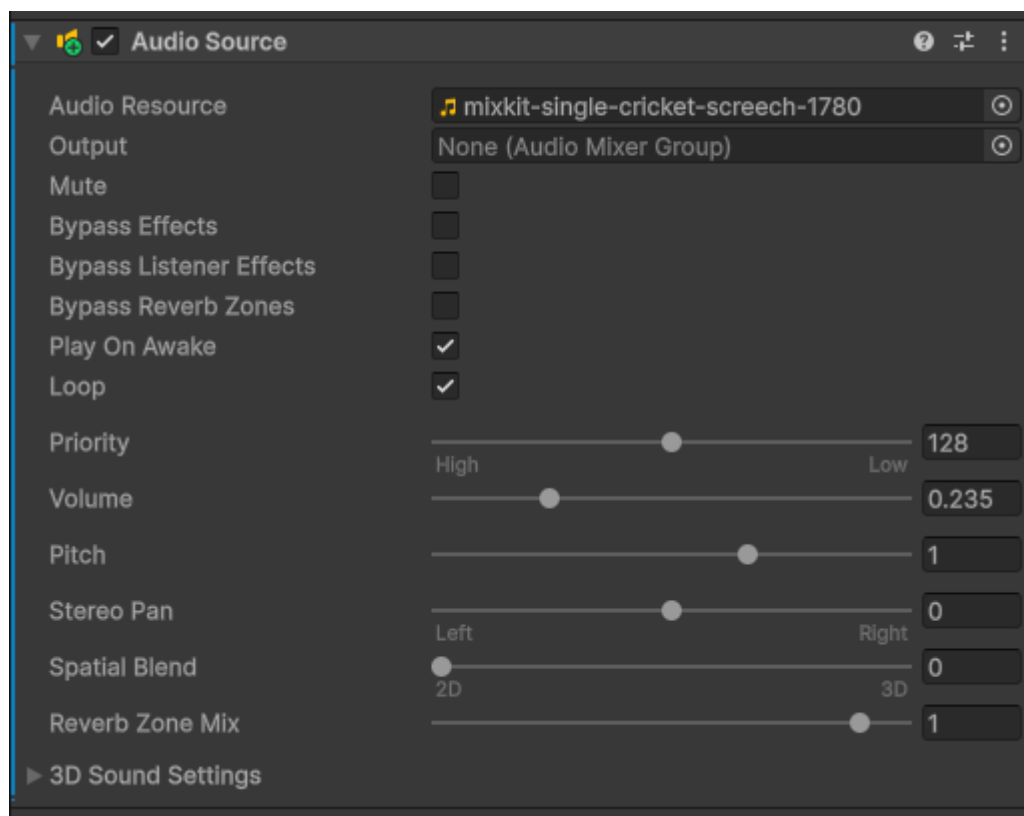 Audio Source
Audio Resource mixkit-single-cricket-screech-1780
Output None (Audio Mixer Group)
Mute
Bypass Effects
Bypass Listener Effects
Bypass Reverb Zones
Play On Awake
Loop
Priority 128
High Low
Volume 0.235
Pitch 1
Stereo Pan 0
Left Right
Spatial Blend 0
2D 3D
Reverb Zone Mix 1
3D Sound Settings